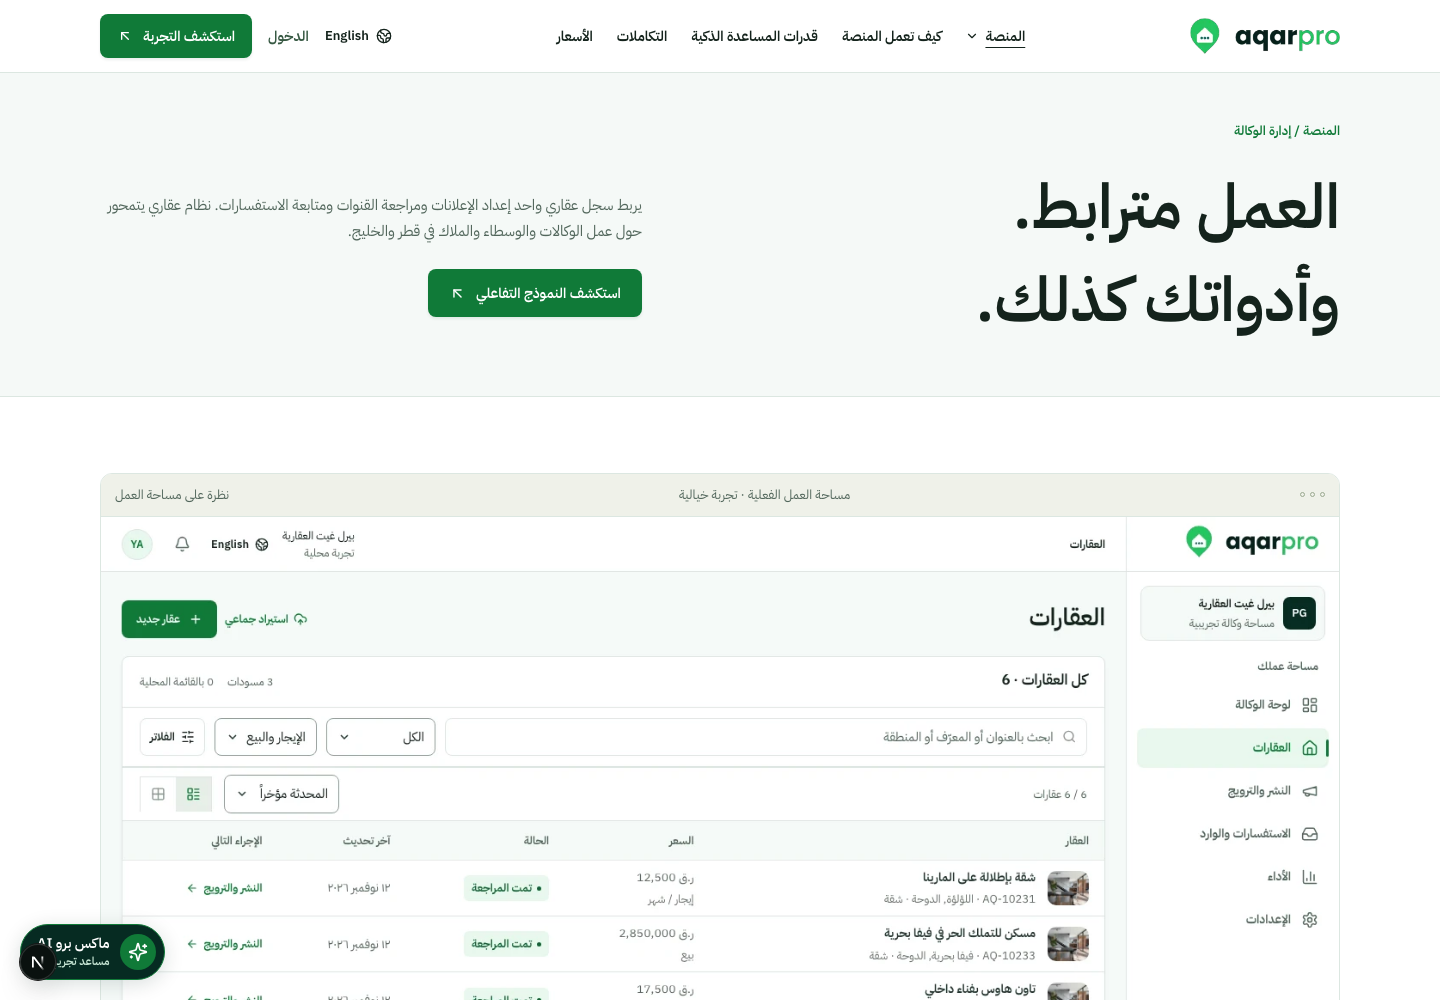 aqarpro
المنصة
كيف تعمل المنصة
قدرات المساعدة الذكية
التكاملات
الأسعار
English
الدخول
استكشف التجربة
المنصة / إدارة الوكالة
العمل مترابط.
وأدواتك كذلك.
يربط سجل عقاري واحد إعداد الإعلانات ومراجعة القنوات ومتابعة الاستفسارات. نظام عقاري يتمحور
حول عمل الوكالات والوسطاء والملاك في قطر والخليج.
استكشف النموذج التفاعلي
مساحة العمل الفعلية · تجربة خيالية
نظرة على مساحة العمل
aqarpro
العقارات
بيرل غيت العقارية
تجربة محلية
English
YA
PG
بيرل غيت العقارية
مساحة وكالة تجريبية
مساحة عملك
لوحة الوكالة
العقارات
النشر والترويج
الاستفسارات والوارد
الأداء
الإعدادات
العقارات
استيراد جماعي
عقار جديد
كل العقارات · 6
3 مسودات
0 بالقائمة المحلية
ابحث بالعنوان أو المعرّف أو المنطقة
الكل
الإيجار والبيع
الفلاتر
6 / 6 عقارات
المحدثة مؤخراً
العقار
السعر
الحالة
آخر تحديث
الإجراء التالي
شقة بإطلالة على المارينا
AQ-10231 · اللؤلؤة, الدوحة · شقة
ر.ق 12,500
إيجار / شهر
تمت المراجعة
١٢ نوفمبر ٢٠٢٦
النشر والترويج
مسكن للتملك الحر في فيفا بحرية
AQ-10233 · فيفا بحرية, الدوحة · شقة
ر.ق 2,850,000
بيع
تمت المراجعة
١٢ نوفمبر ٢٠٢٦
النشر والترويج
تاون هاوس بفناء داخلي
ر.ق 17,500
ماكس برو AI
مساعد
N